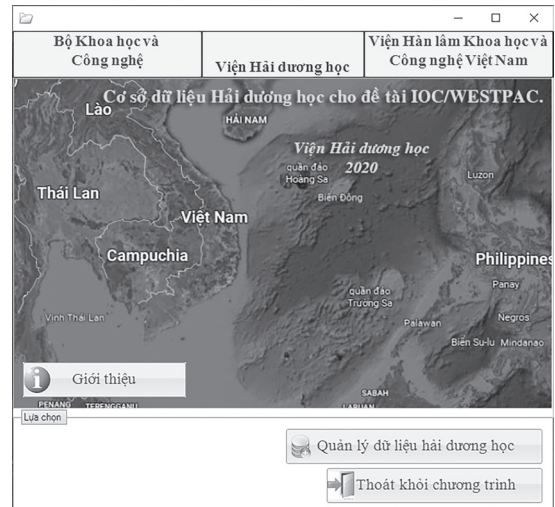 Bộ Khoa học và
Công nghệ
Viện Hải dương học
Viện Hàn lâm Khoa học và
Công nghệ Việt Nam
Cơ sở dữ liệu Hải dương học cho đề tài IOC/WESTPAC.
Lào
HẢI NAM
Viện Hải dương học
2020
quần đảo
Hoàng Sa
Luzon
Biển Đông
Thái Lan
Việt Nam
Campuchia
Philippines
Panay
quần đảo
Trường Sa
Negros
Palawan
Vịnh Thái Lan
Biển Su-lu
Mindanao
Giới thiệu
SABAH
PENANG
TERENGGANU
LABUAN
Lựa chọn
Quản lý dữ liệu hải dương học
Thoát khỏi chương trình